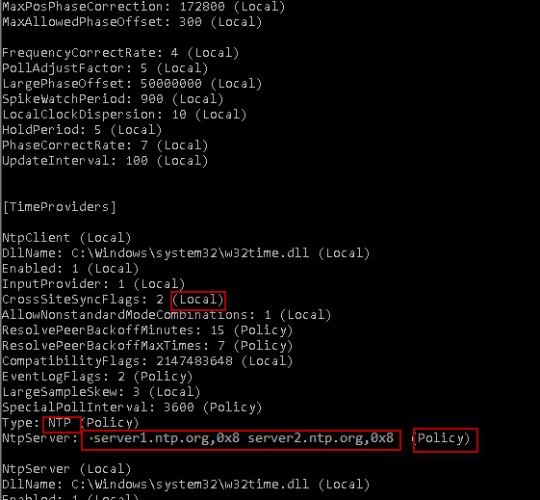 MaxPosPhaseCorrection: 172800 (Local)
MaxAllowedPhaseOffset: 300 (Local)
FrequencyCorrectRate: 4 (Local)
PollAdjustFactor: 5 (Local)
LargePhaseOffset: 50000000 (Local)
SpikeWatchPeriod: 900 (Local)
LocalClockDispersion: 10 (Local)
HoldPeriod: 5 (Local)
PhaseCorrectRate: 7 (Local)
UpdateInterval: 100 (Local)
[TimeProviders]
NtpClient (Local)
DllName: C:\Windows\system32\w32time.dll (Local)
Enabled: 1 (Local)
InputProvider: 1 (Local)
CrossSiteSyncFlags: 2 (Local)
AllowNonstandardModeCombinations: 1 (Local)
ResolvePeerBackoffMinutes: 15 (Policy)
ResolvePeerBackoffMaxTimes: 7 (Policy)
CompatibilityFlags: 2147483648 (Local)
EventLogFlags: 2 (Policy)
LargeSampleSkew: 3 (Local)
SpecialPollInterval: 3600 (Policy)
Type: NTP (Policy)
NtpServer: server1.ntp.org,0x8 server2.ntp.org,0x8 (Policy)
NtpServer (Local)
DllName: C:\Windows\system32\w32time.dll (Local)
Enabled: 1 (Local)